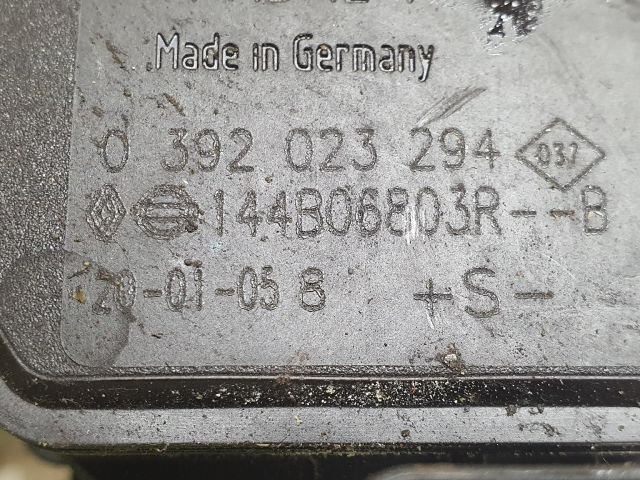 Made in Germany
0 392 023 294 037
144B06803R--B
20-01-05 8 +S-